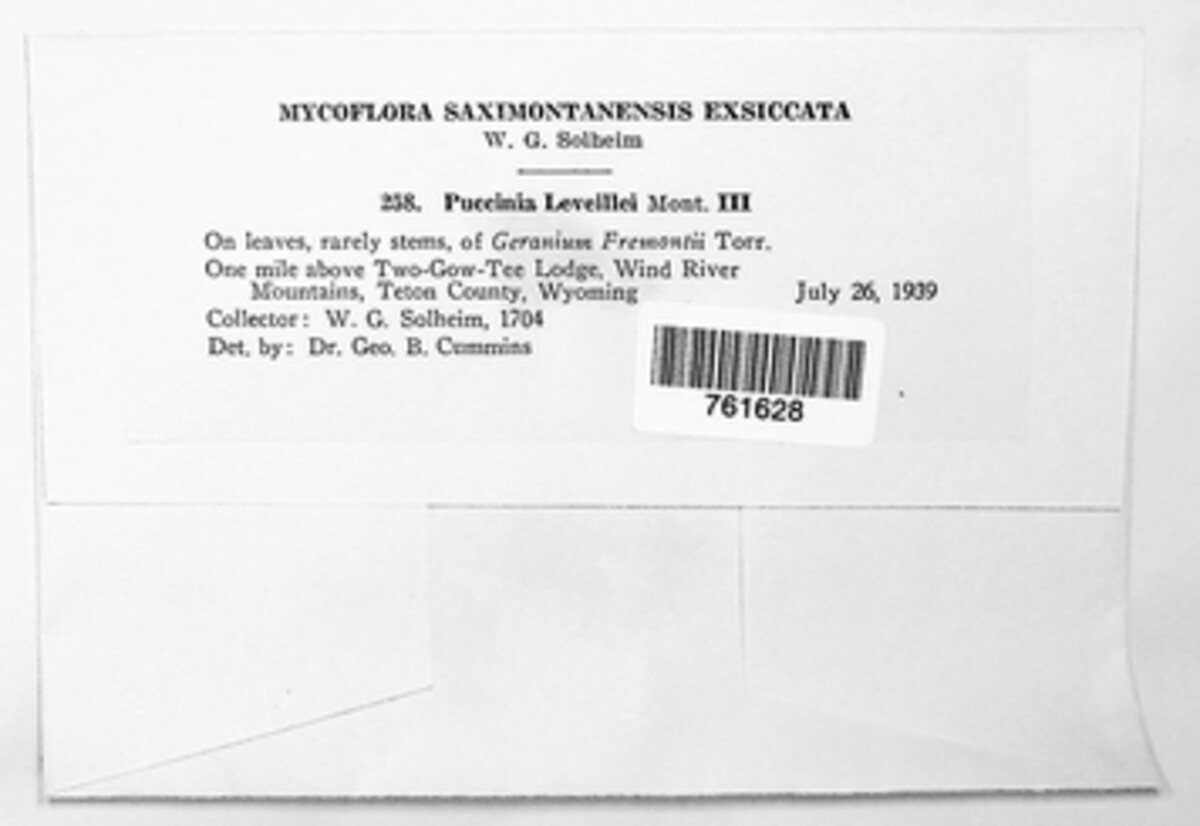 MYCOFLORA SAXIMONTANENSIS EXSICCATA
W. G. Solheim
258. Puccinia Leveillei Mont. III
On leaves, rarely stems, of Geranium Fremontii Torr.
One mile above Two-Gow-Tee Lodge, Wind River
Mountains, Teton County, Wyoming July 26, 1939
Collector: W. G. Solheim, 1704
Det. by: Dr. Geo. B. Cummins
761628